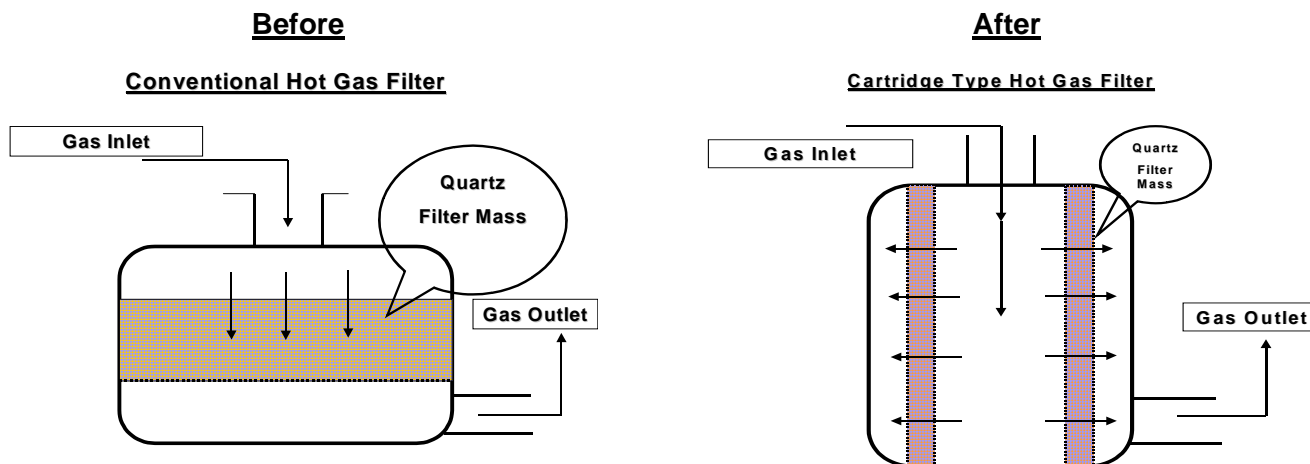 Before
Conventional Hot Gas Filter
Gas Inlet
Quartz
Filter Mass
Gas Outlet
After
Cartridge Type Hot Gas Filter
Gas Inlet
Quartz
Filter
Mass
Gas Outlet